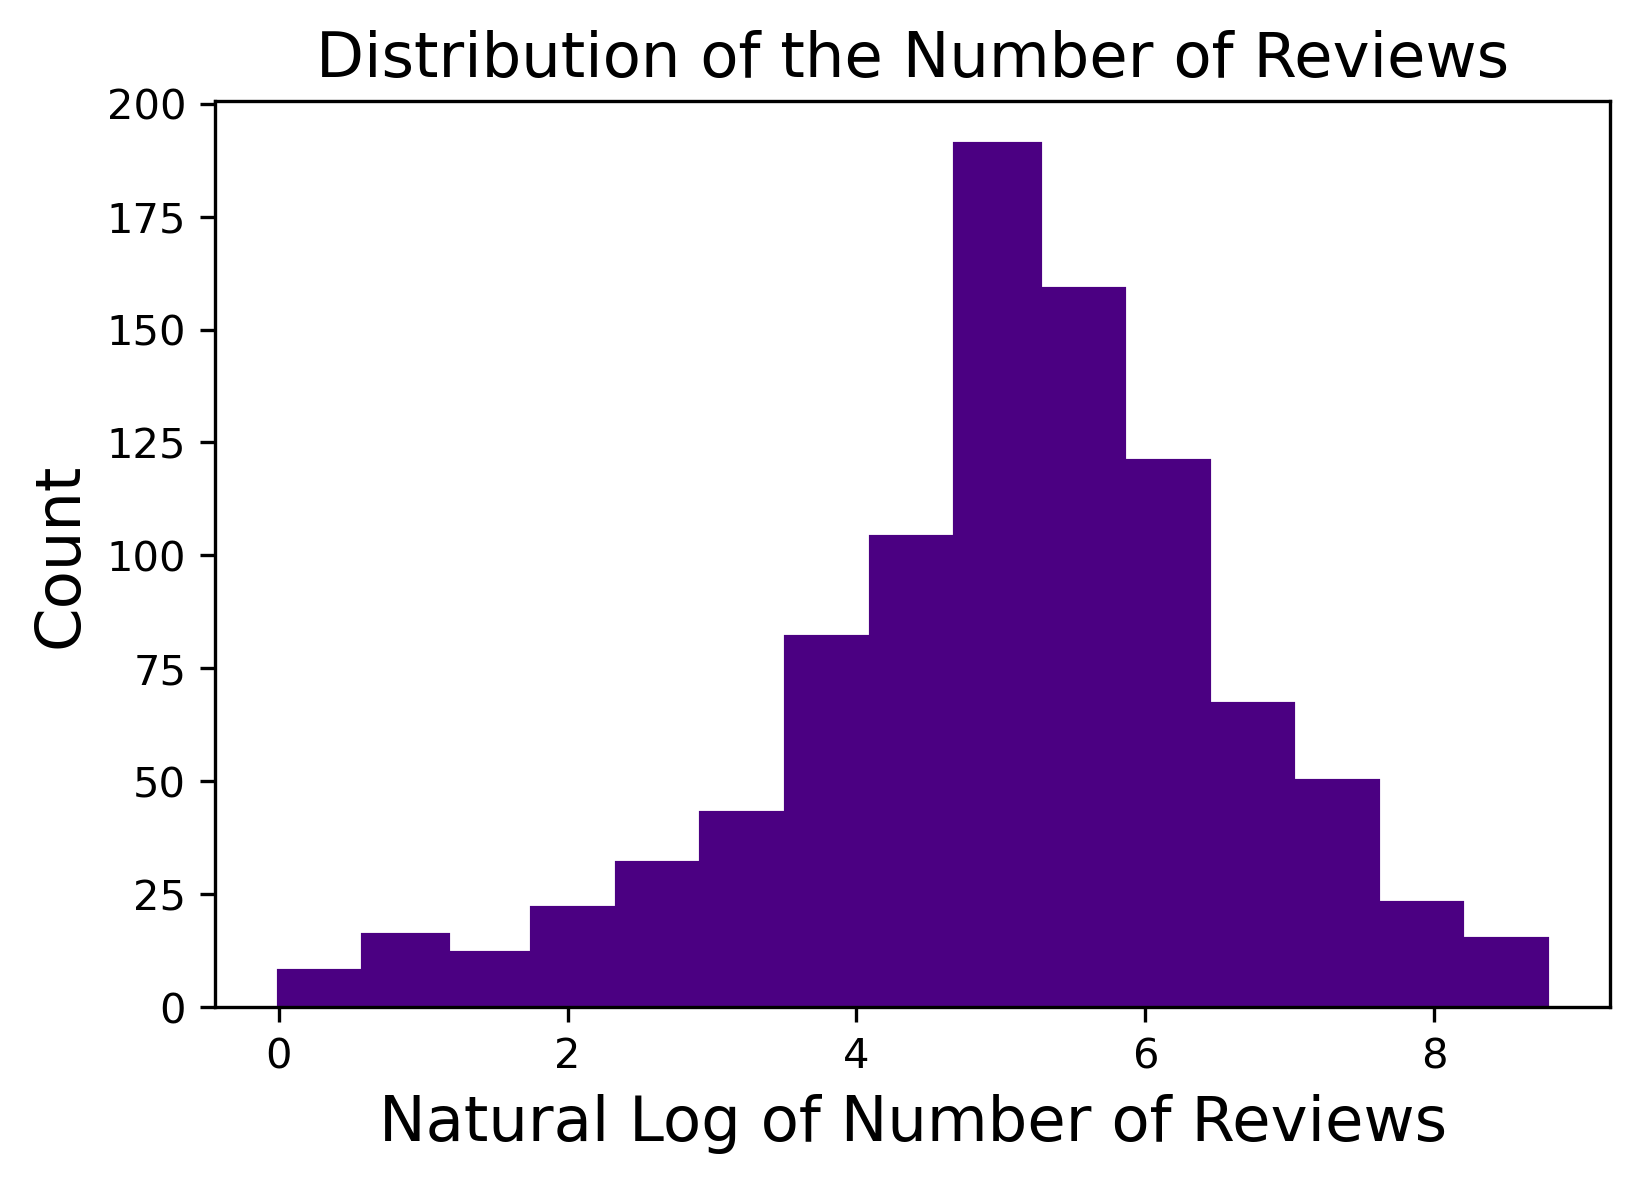 Distribution of the Number of Reviews
200
175
150
125
100
75
50
25
0
0 2 4 6 8
Count
Natural Log of Number of Reviews